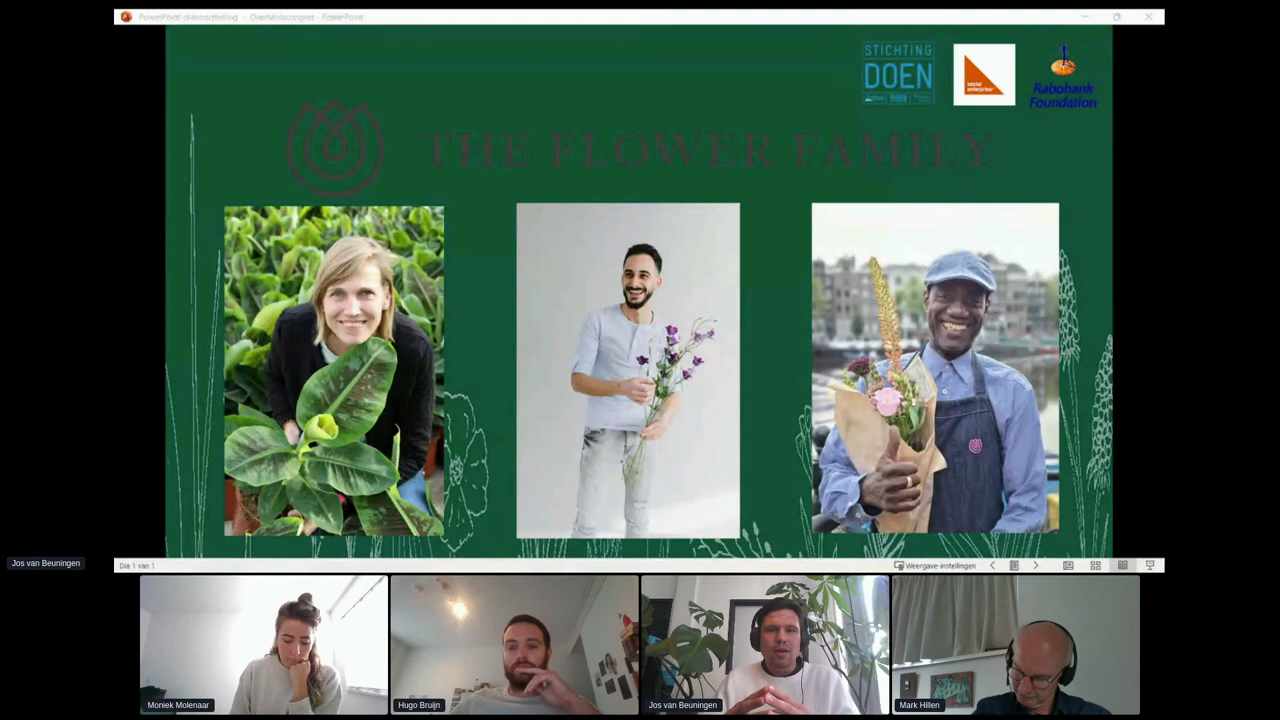 PowerPoint-diavoorstelling - Overheidscongres - PowerPoint
STICHTING
DOEN
social
enterprise
Rabobank
Foundation
THE FLOWER FAMILY
Jos van Beuningen
Dia 1 van 1
Weergave-instellingen
Moniek Molenaar
Hugo Bruijn
Jos van Beuningen
Mark Hillen